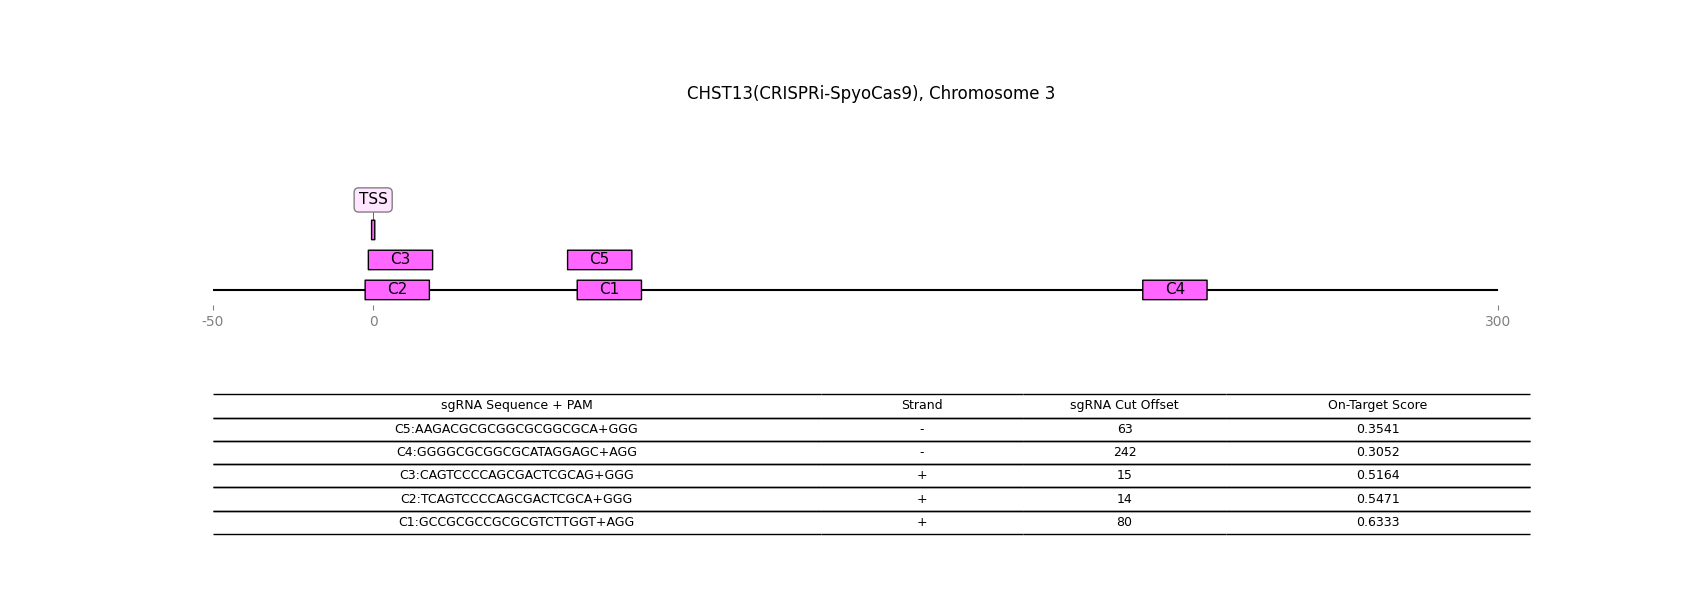 CHST13(CRISPRi-SpyoCas9), Chromosome 3
TSS
C3 C5
C2 C1 C4
-50 0 300
sgRNA Sequence + PAM Strand sgRNA Cut Offset On-Target Score
C5:AAGACGCGCGGCGCGGCGCA+GGG - 63 0.3541
C4:GGGGCGCGGCGCATAGGAGC+AGG - 242 0.3052
C3:CAGTCCCCAGCGACTCGCAG+GGG + 15 0.5164
C2:TCAGTCCCCAGCGACTCGCA+GGG + 14 0.5471
C1:GCCGCGCCGCGCGTCTTGGT+AGG + 80 0.6333